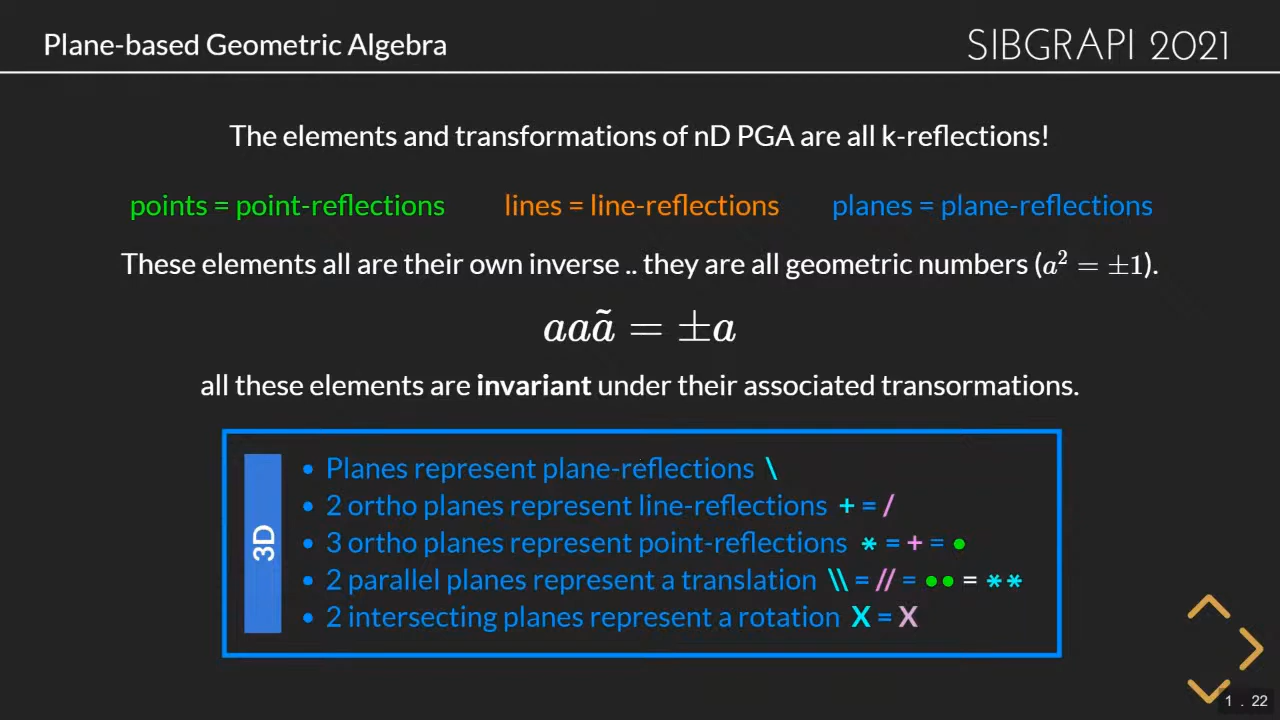 Plane-based Geometric Algebra
SIBGRAPI 2021
The elements and transformations of nD PGA are all k-reflections!
points = point-reflections lines = line-reflections planes = plane-reflections
These elements all are their own inverse .. they are all geometric numbers (a² = ±1).
aaã = ±a
all these elements are invariant under their associated transormations.
3D
• Planes represent plane-reflections \
• 2 ortho planes represent line-reflections + = /
• 3 ortho planes represent point-reflections * = + = •
• 2 parallel planes represent a translation \\ = // = •• = **
• 2 intersecting planes represent a rotation X = X
1 . 22